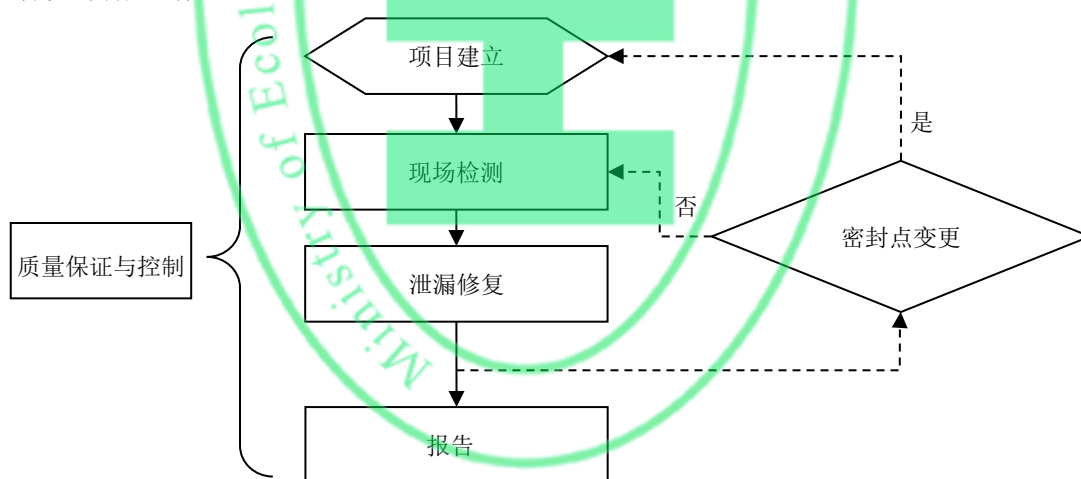 项目建立
是
现场检测
否
密封点变更
质量保证与控制
泄漏修复
报告
Ministry of Ecol